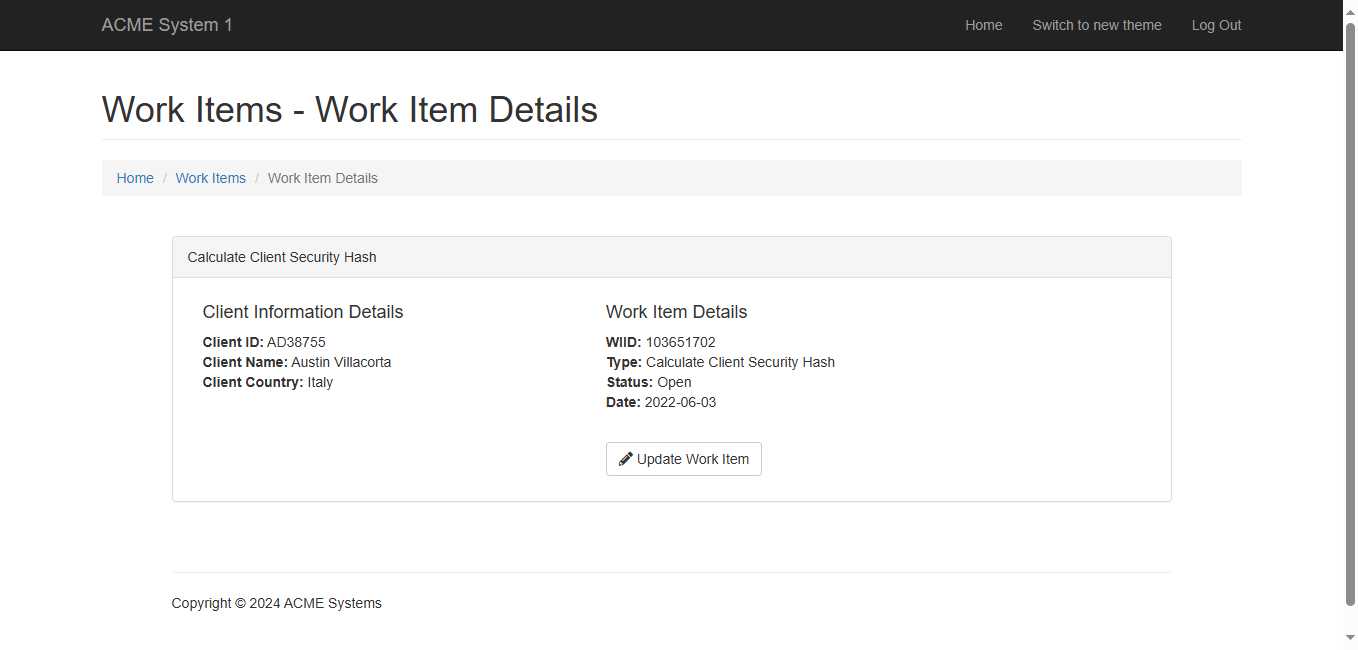 ACME System 1
Home
Switch to new theme
Log Out
Work Items - Work Item Details
Home / Work Items / Work Item Details
Calculate Client Security Hash
Client Information Details
Client ID: AD38755
Client Name: Austin Villacorta
Client Country: Italy
Work Item Details
WIID: 103651702
Type: Calculate Client Security Hash
Status: Open
Date: 2022-06-03
Update Work Item
Copyright © 2024 ACME Systems